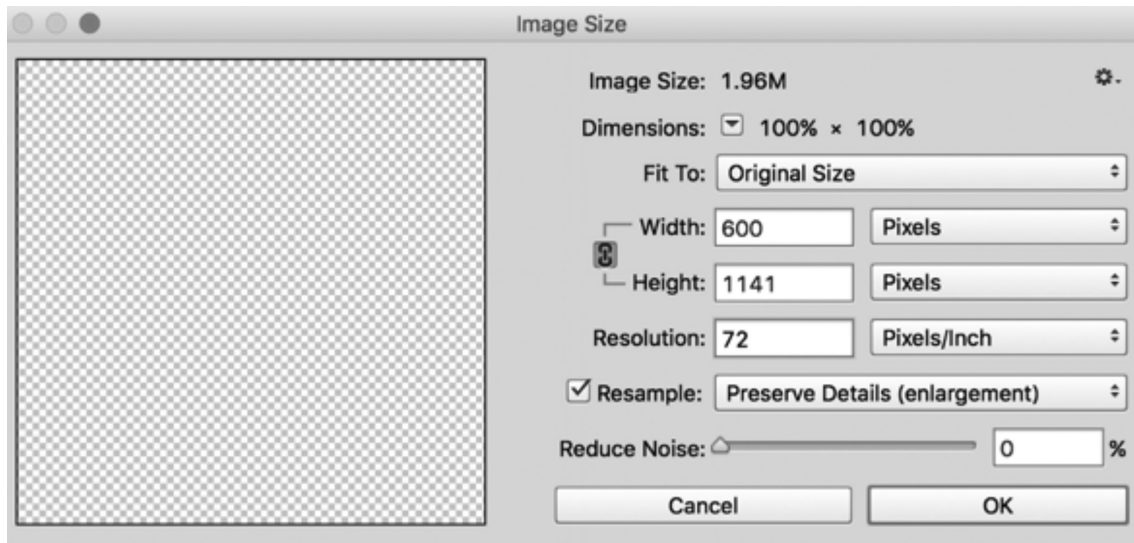 Image Size
Image Size: 1.96M
Dimensions: 100% × 100%
Fit To: Original Size
Width: 600 Pixels
Height: 1141 Pixels
Resolution: 72 Pixels/Inch
Resample: Preserve Details (enlargement)
Reduce Noise: 0 %
Cancel OK